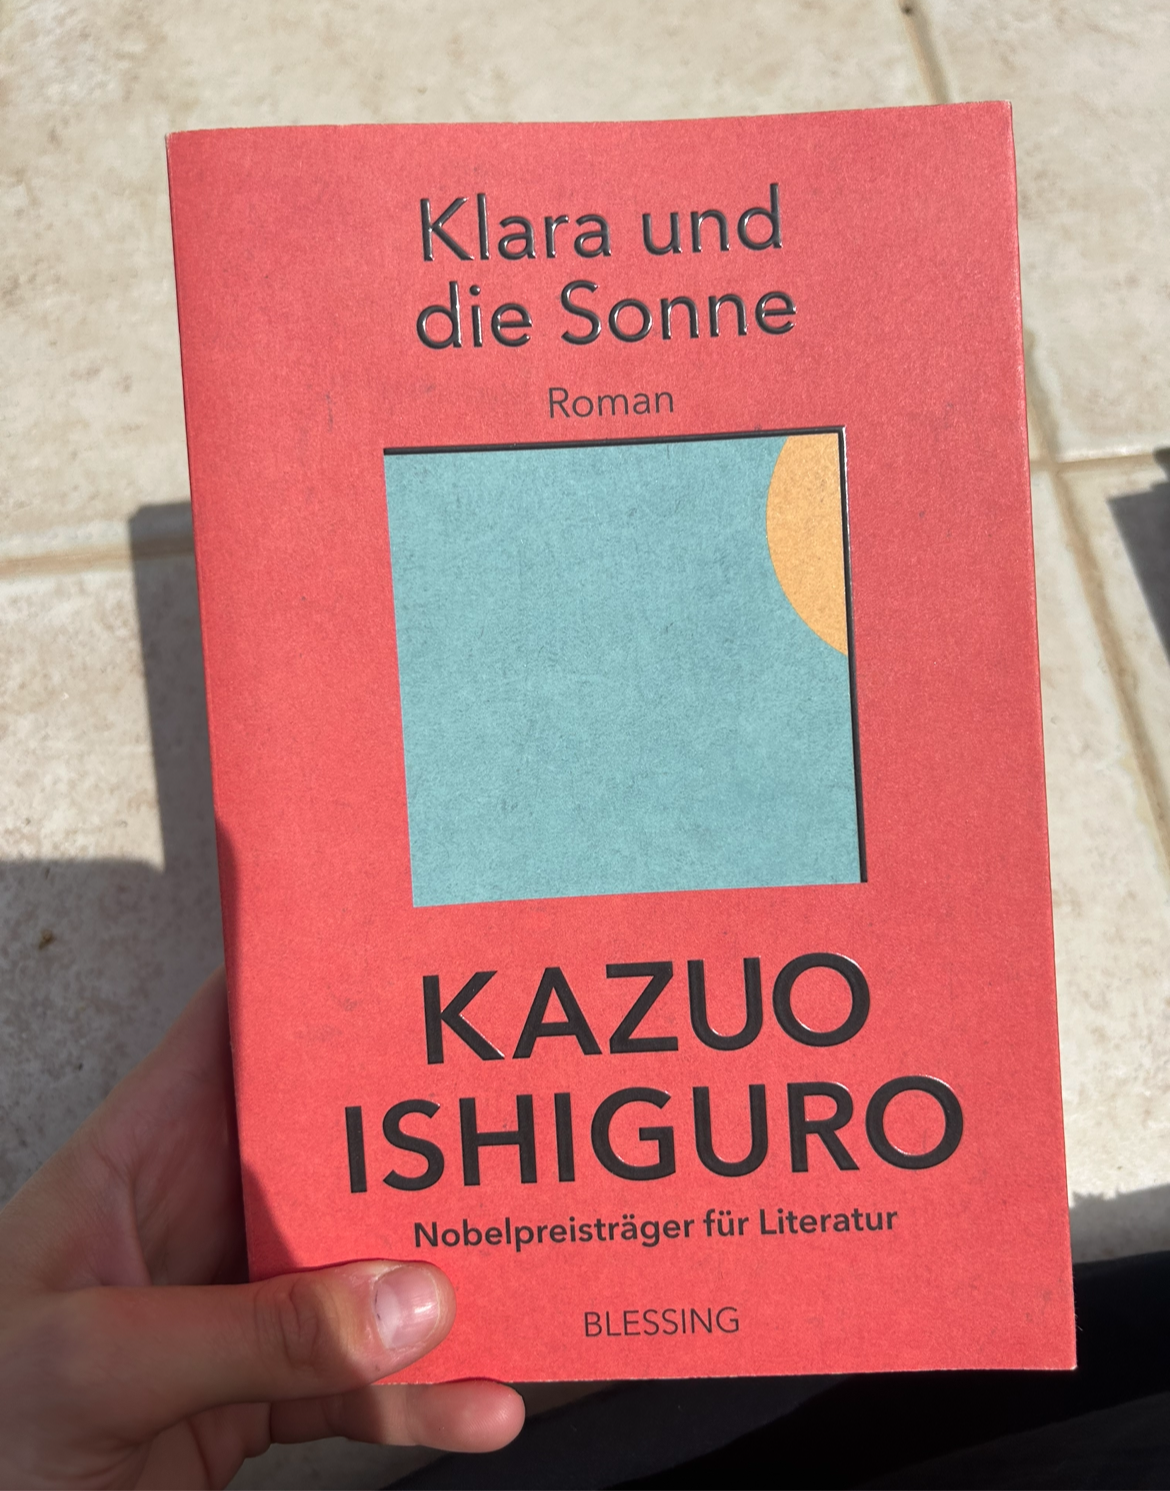 Klara und
die Sonne
Roman
KAZUO
ISHIGURO
Nobelpreisträger für Literatur
BLESSING